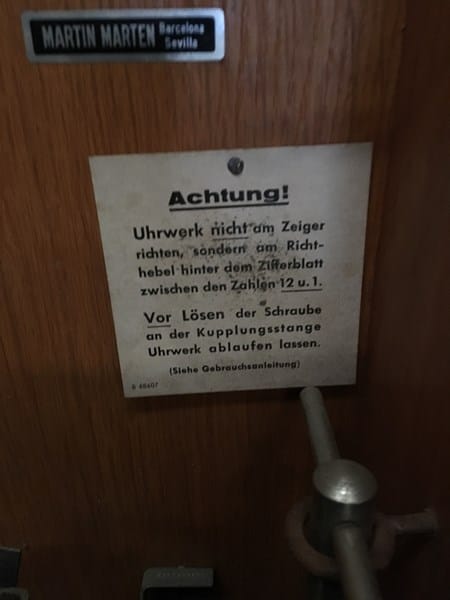 MARTIN MARTEN Barcelona
Sevilla
Achtung!
Uhrwerk nicht am Zeiger
richten, sondern am Richt-
hebel hinter dem Zifferblatt
zwischen den Zahlen 12 u. 1.
Vor Lösen der Schraube
an der Kupplungsstange
Uhrwerk ablaufen lassen.
(Siehe Gebrauchsanleitung)